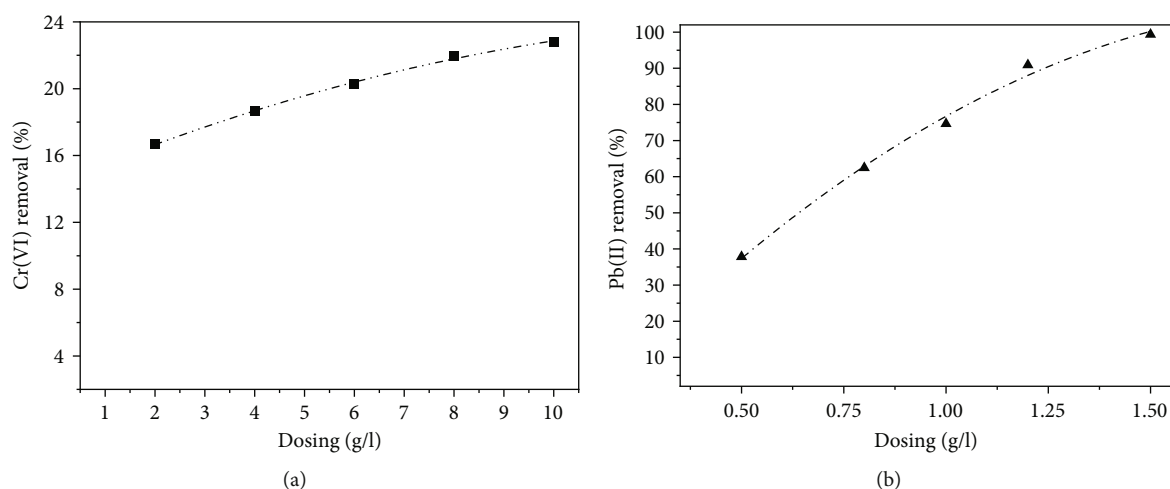 24
20
16
12
8
4
Cr(VI) removal (%)
1 2 3 4 5 6 7 8 9 10
Dosing (g/l)
(a)
100
90
80
70
60
50
40
30
20
10
Pb(II) removal (%)
0.50 0.75 1.00 1.25 1.50
Dosing (g/l)
(b)